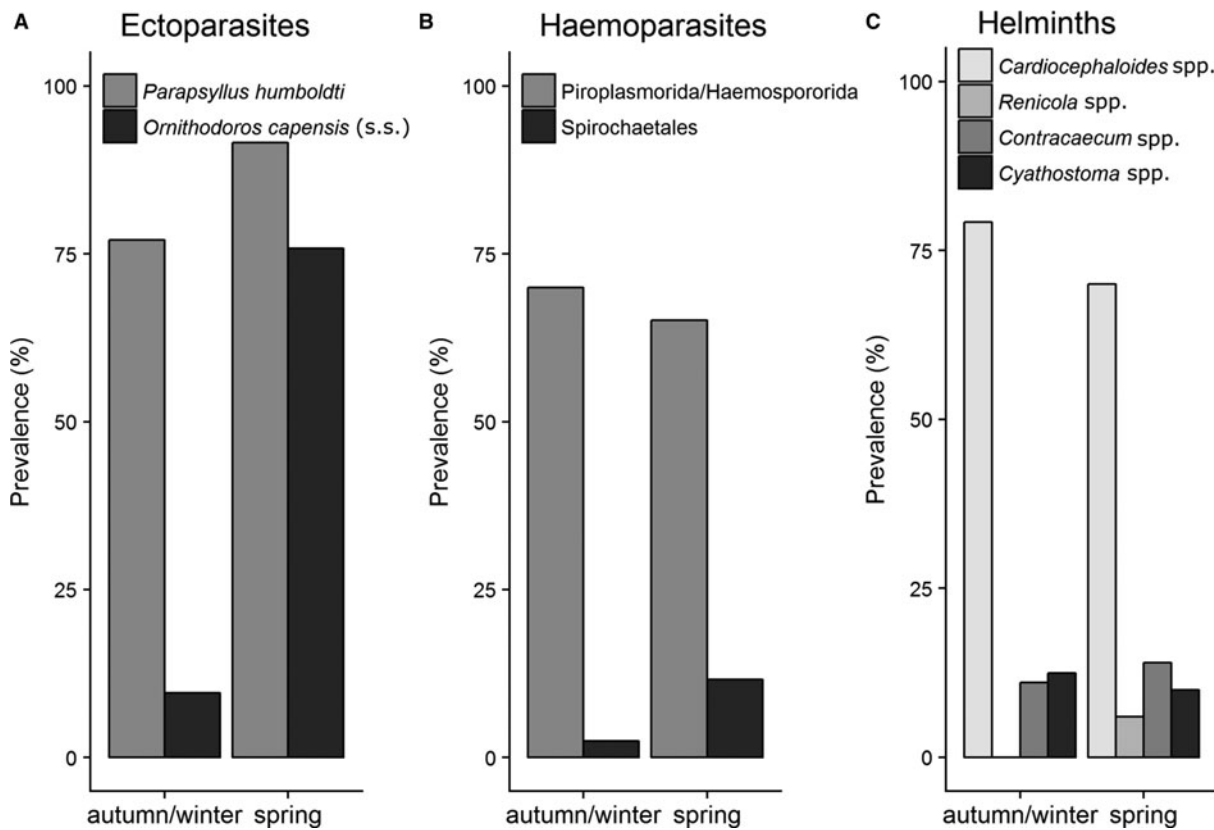 A
Ectoparasites
Parapsyllus humboldti
Ornithodoros capensis (s.s.)
Prevalence (%)
100
75
50
25
0
autumn/winter
spring
B
Haemoparasites
Piroplasmorida/Haemospororida
Spirochaetales
Prevalence (%)
100
75
50
25
0
autumn/winter
spring
C
Helminths
Cardiocephaloides spp.
Renicola spp.
Contracaecum spp.
Cyathostoma spp.
Prevalence (%)
100
75
50
25
0
autumn/winter
spring